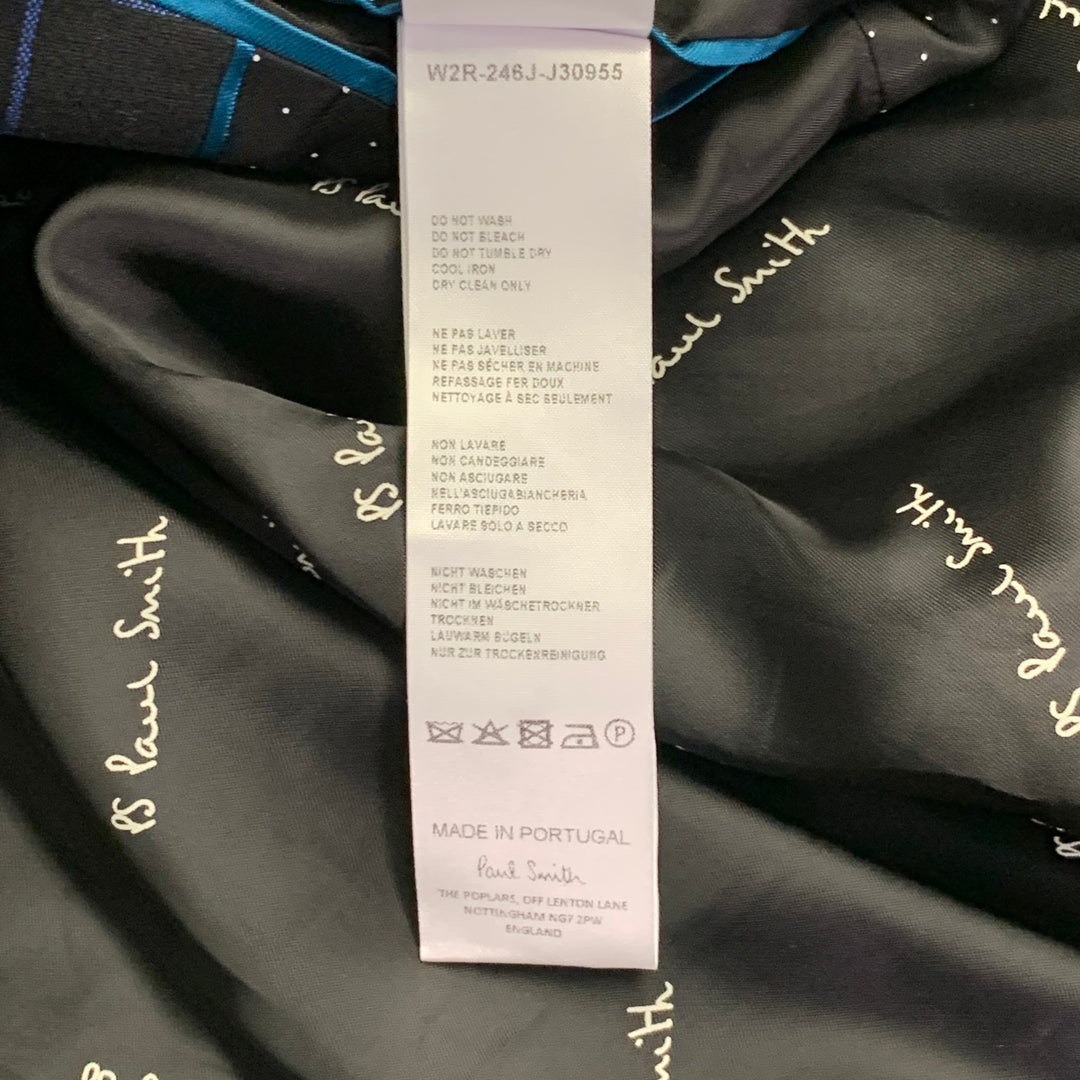 W2R-246J-J30955
DO NOT WASH
DO NOT BLEACH
DO NOT TUMBLE DRY
COOL IRON
DRY CLEAN ONLY
NE PAS LAVER
NE PAS JAVELLISER
NE PAS SÉCHER EN MACHINE
REPASSAGE FER DOUX
NETTOYAGE À SEC SEULEMENT
NON LAVARE
NON CANDEGGIARE
NON ASCIUGARE
NELL'ASCIUGABIANCHERIA
FERRO TIEPIDO
LAVARE SOLO A SECCO
NICHT WASCHEN
NICHT BLEICHEN
NICHT IM WÄSCHETROCKNER
TROCKNEN
LAUWARM BÜGELN
NUR ZUR TROCKENREINIGUNG
P
MADE IN PORTUGAL
Paul Smith
THE POPLARS, OFF LENTON LANE
NOTTINGHAM NG7 2PW
ENGLAND
PS Paul Smith
Paul Smith
PS Paul Smith